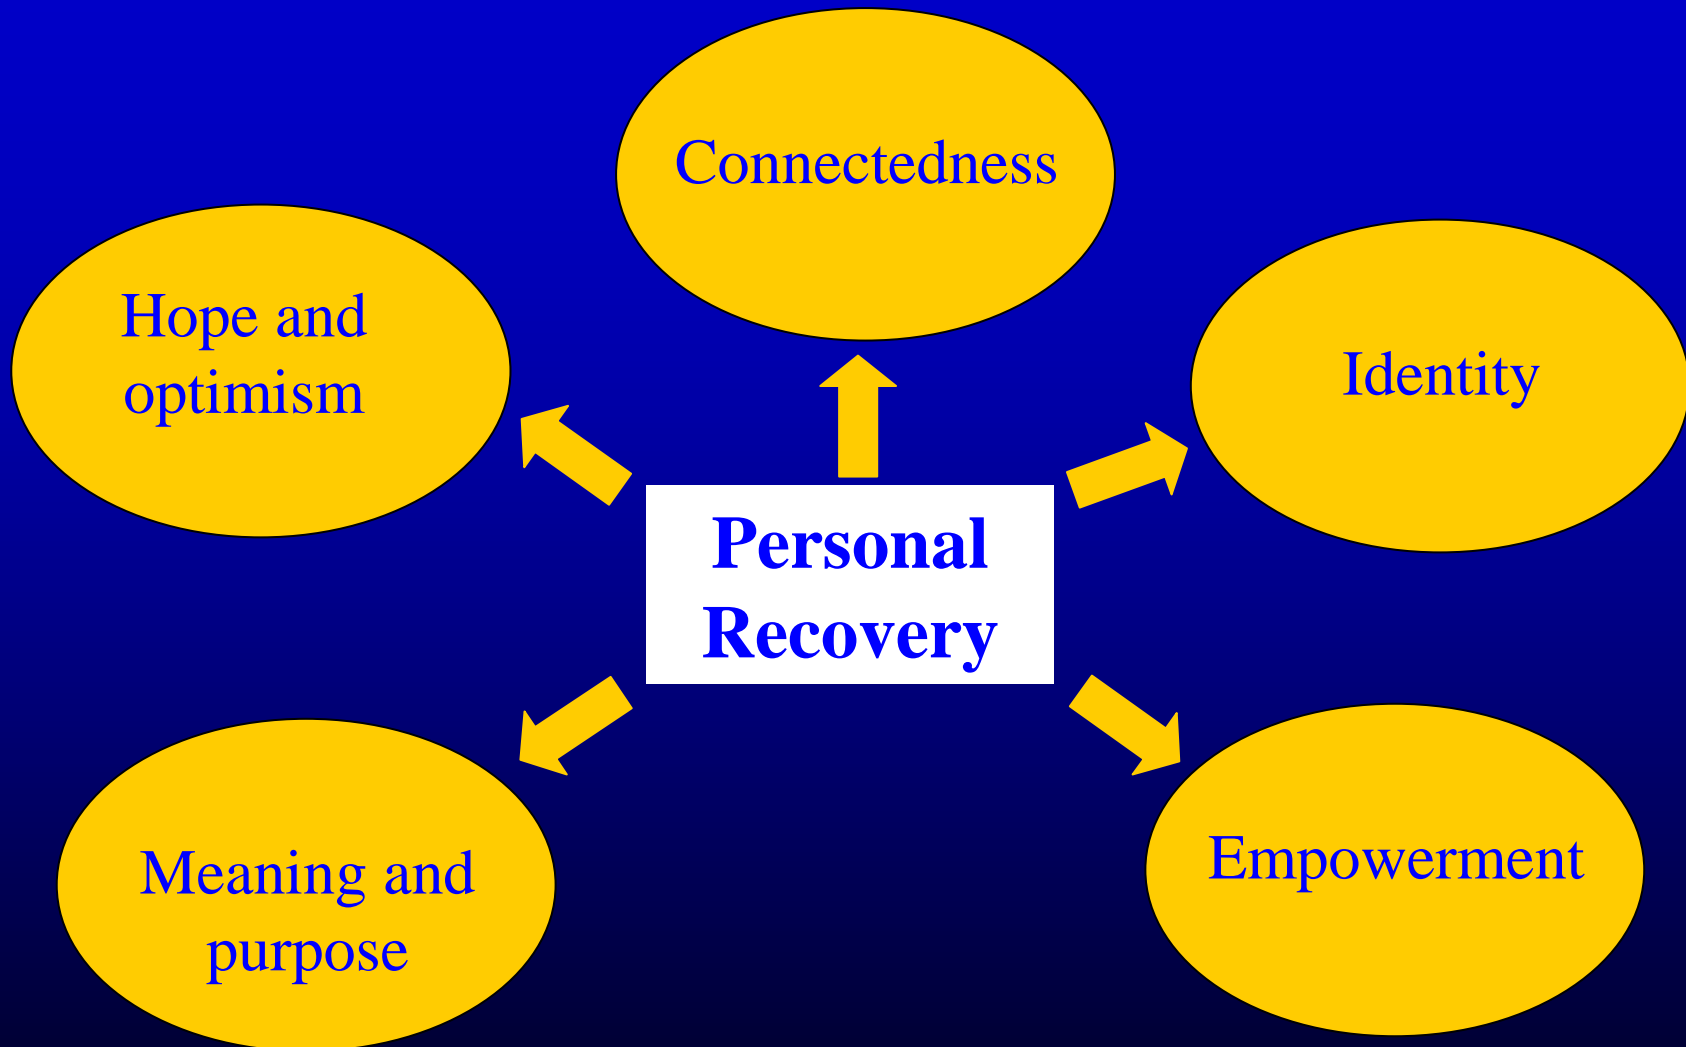 Connectedness
Hope and
optimism
Identity
Personal
Recovery
Meaning and
purpose
Empowerment